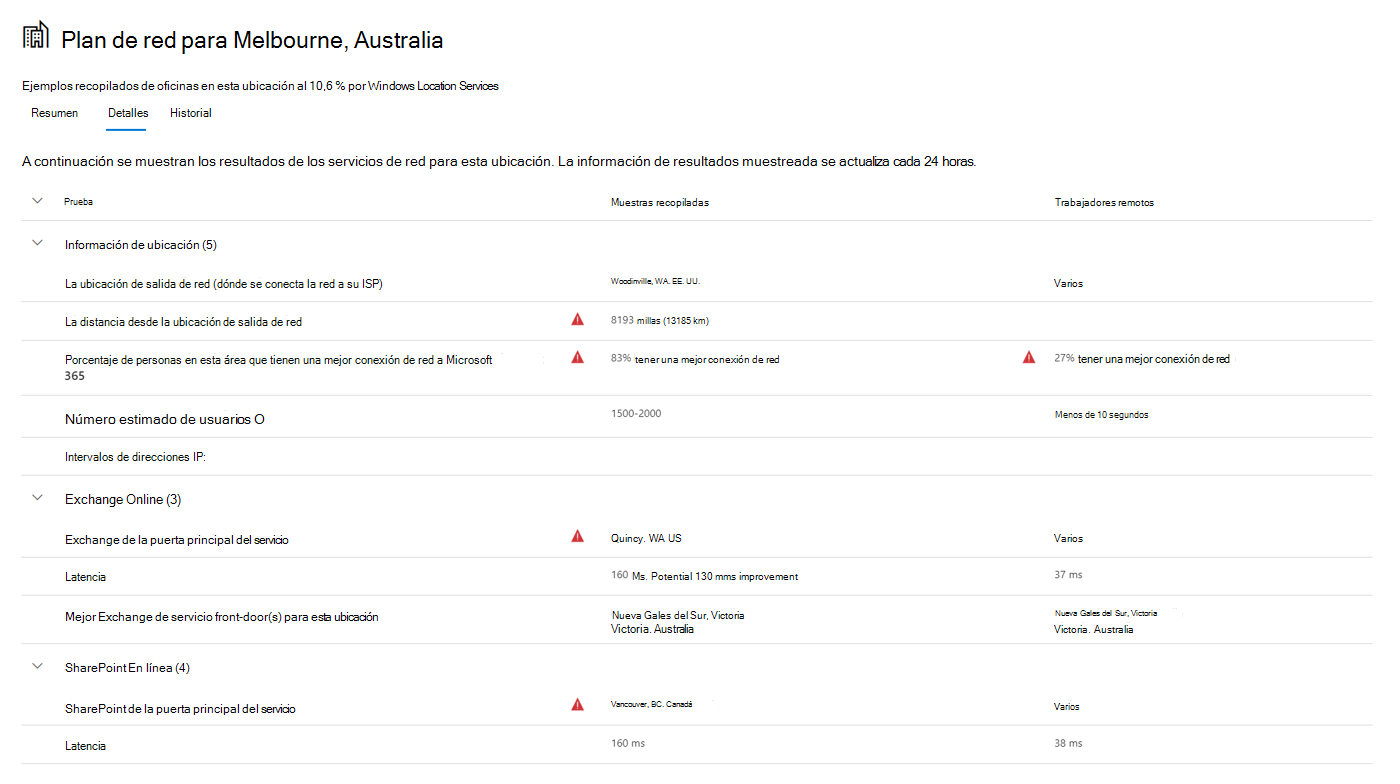 Plan de red para Melbourne, Australia
Ejemplos recopilados de oficinas en esta ubicación al 10,6 % por Windows Location Services
Resumen Detalles Historial
A continuación se muestran los resultados de los servicios de red para esta ubicación. La información de resultados muestreada se actualiza cada 24 horas.
Prueba Muestras recopiladas Trabajadores remotos
Información de ubicación (5)
La ubicación de salida de red (dónde se conecta la red a su ISP) Woodinville, WA. EE. UU. Varios
La distancia desde la ubicación de salida de red 8193 millas (13185 km)
Porcentaje de personas en esta área que tienen una mejor conexión de red a Microsoft 83% tener una mejor conexión de red 27% tener una mejor conexión de red
365
Número estimado de usuarios O 1500-2000 Menos de 10 segundos
Intervalos de direcciones IP:
Exchange Online (3)
Exchange de la puerta principal del servicio Quincy. WA US Varios
Latencia 160 Ms. Potential 130 mms improvement 37 ms
Mejor Exchange de servicio front-door(s) para esta ubicación Nueva Gales del Sur, Victoria Nueva Gales del Sur, Victoria
Victoria. Australia Victoria. Australia
SharePoint En línea (4)
SharePoint de la puerta principal del servicio Vancouver, BC. Canadá Varios
Latencia 160 ms 38 ms